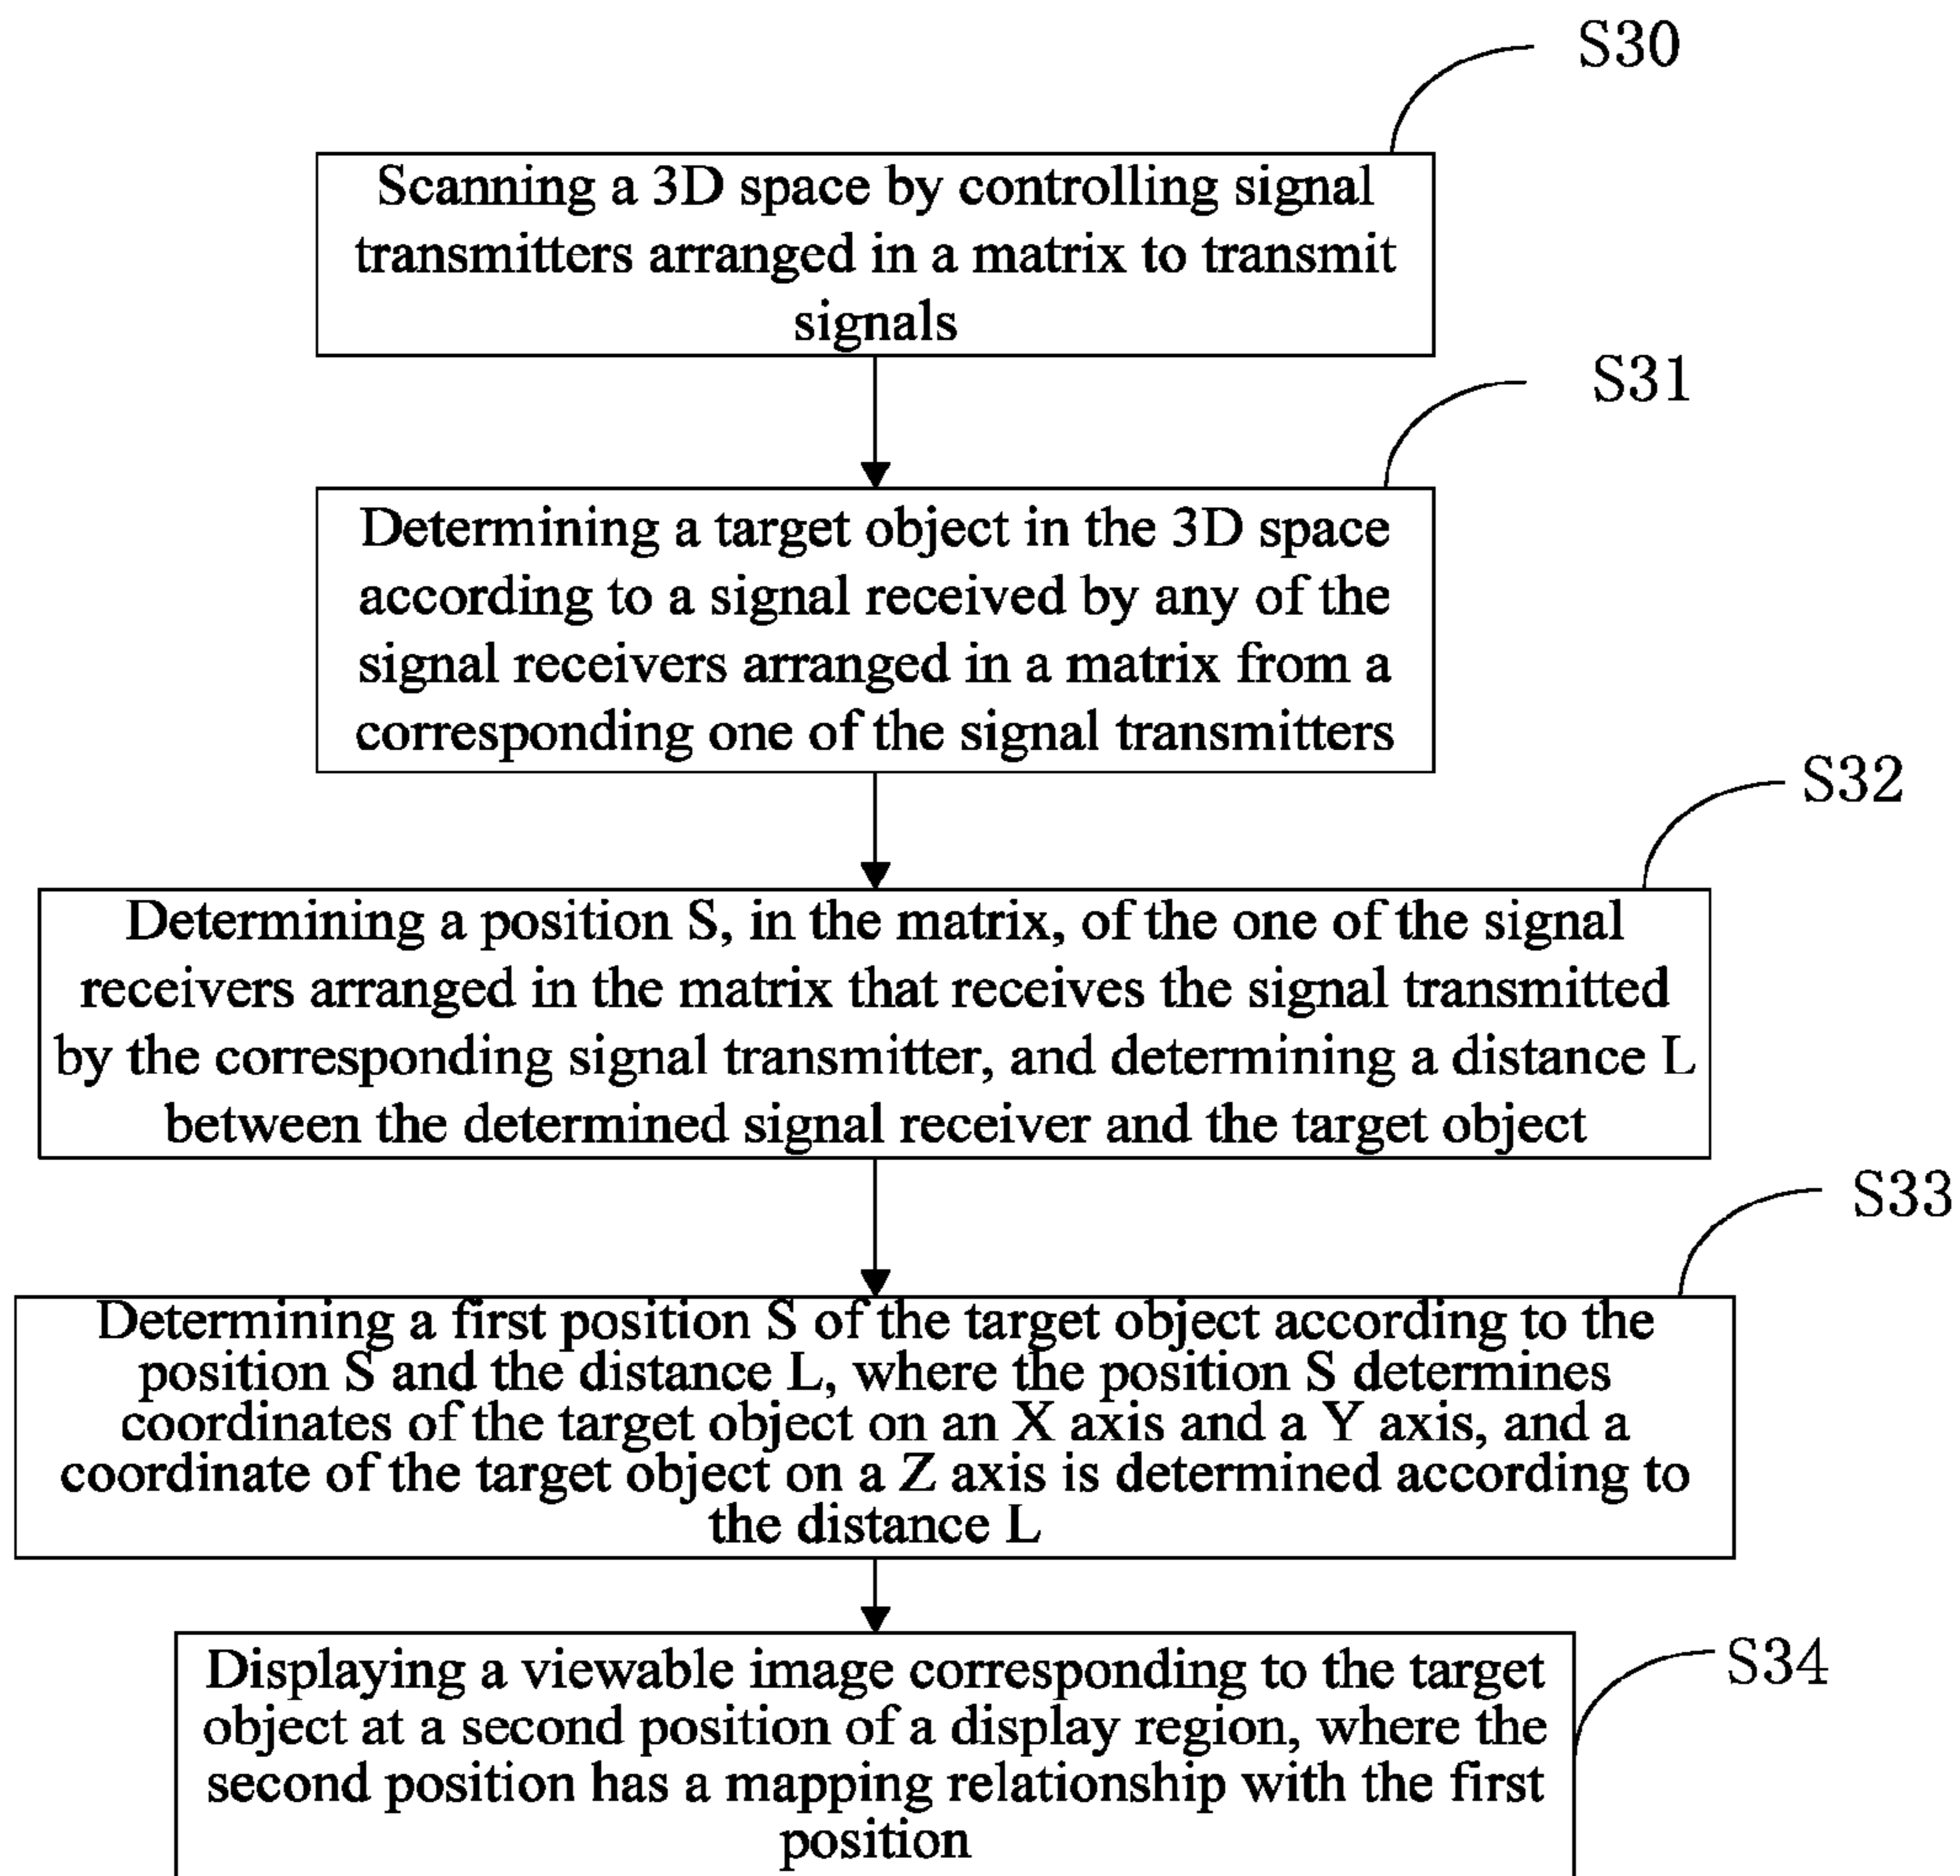 S30
Scanning a 3D space by controlling signal
transmitters arranged in a matrix to transmit
signals
S31
Determining a target object in the 3D space
according to a signal received by any of the
signal receivers arranged in a matrix from a
corresponding one of the signal transmitters
S32
Determining a position S, in the matrix, of the one of the signal
receivers arranged in the matrix that receives the signal transmitted
by the corresponding signal transmitter, and determining a distance L
between the determined signal receiver and the target object
S33
Determining a first position S of the target object according to the
position S and the distance L, where the position S determines
coordinates of the target object on an X axis and a Y axis, and a
coordinate of the target object on a Z axis is determined according to
the distance L
S34
Displaying a viewable image corresponding to the target
object at a second position of a display region, where the
second position has a mapping relationship with the first
position